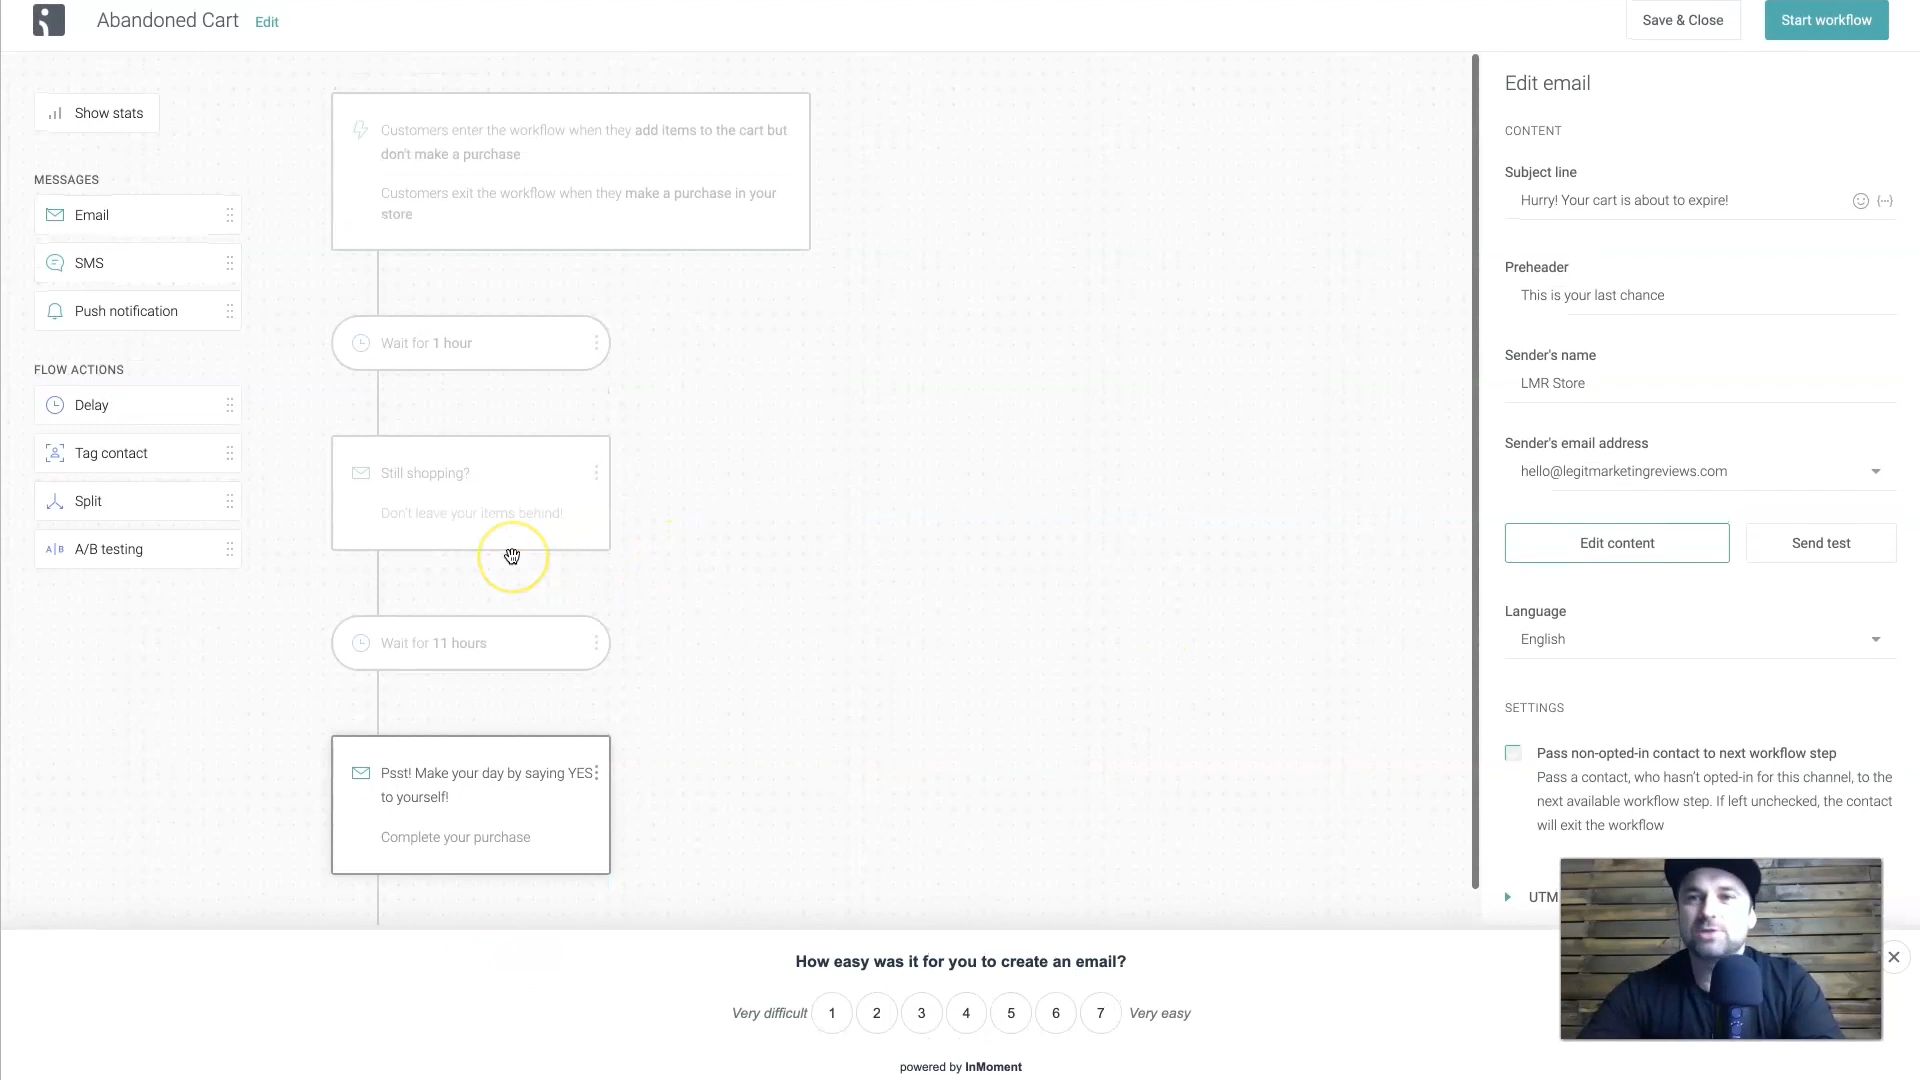 Abandoned Cart Edit
Save & Close
Start workflow
Show stats
MESSAGES
Email
SMS
Push notification
FLOW ACTIONS
Delay
Tag contact
Split
A|B A/B testing
Customers enter the workflow when they add items to the cart but
don't make a purchase
Customers exit the workflow when they make a purchase in your
store
Wait for 1 hour
Still shopping?
Don't leave your items behind!
Wait for 11 hours
Psst! Make your day by saying YES
to yourself!
Complete your purchase
Edit email
CONTENT
Subject line
Hurry! Your cart is about to expire!
Preheader
This is your last chance
Sender's name
LMR Store
Sender's email address
hello@legitmarketingreviews.com
Edit content
Send test
Language
English
SETTINGS
Pass non-opted-in contact to next workflow step
Pass a contact, who hasn't opted-in for this channel, to the
next available workflow step. If left unchecked, the contact
will exit the workflow
UTM
How easy was it for you to create an email?
Very difficult 1 2 3 4 5 6 7 Very easy
powered by InMoment